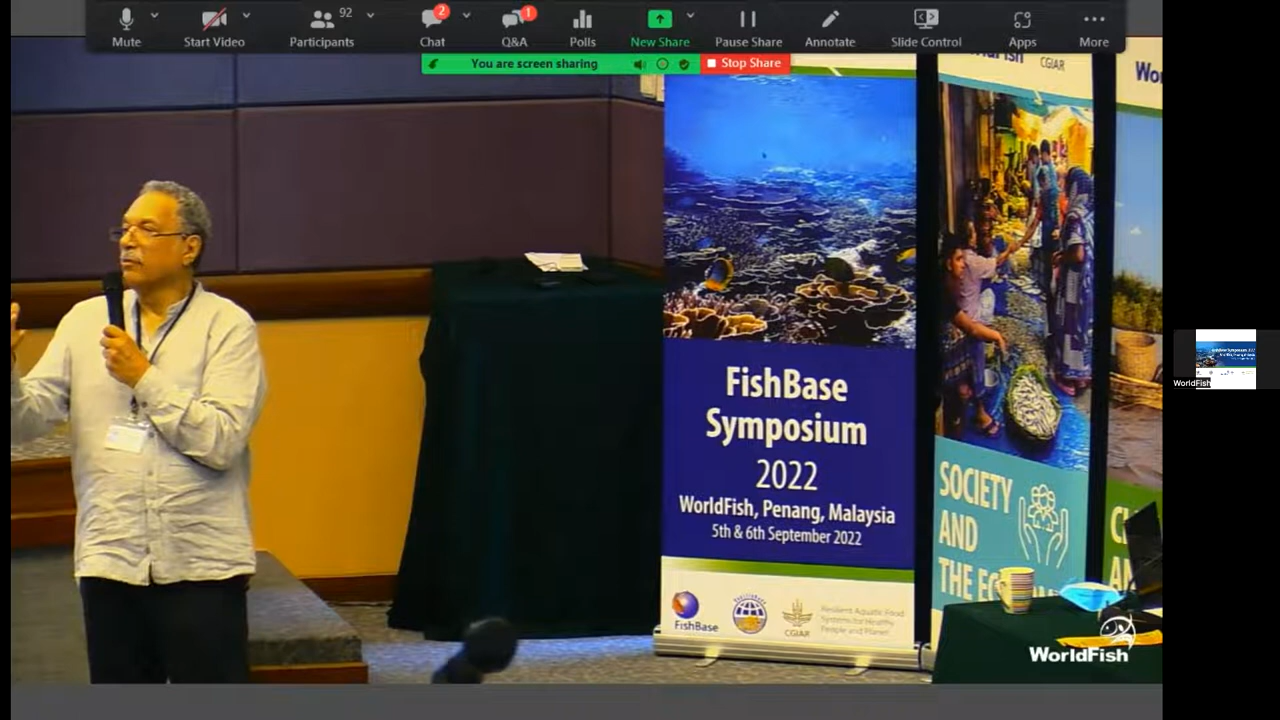 92
2
1
Mute
Start Video
Participants
Chat
Q&A
Polls
New Share
Pause Share
Annotate
Slide Control
Apps
More
You are screen sharing
Stop Share
CGIAR
Wo
FishBase
Symposium
2022
WorldFish, Penang, Malaysia
5th & 6th September 2022
FishBase
CGIAR
Resilient Aquatic Food
Systems for Healthy
People and Planet
SOCIETY
AND
THE EC
WorldFish
WorldFish